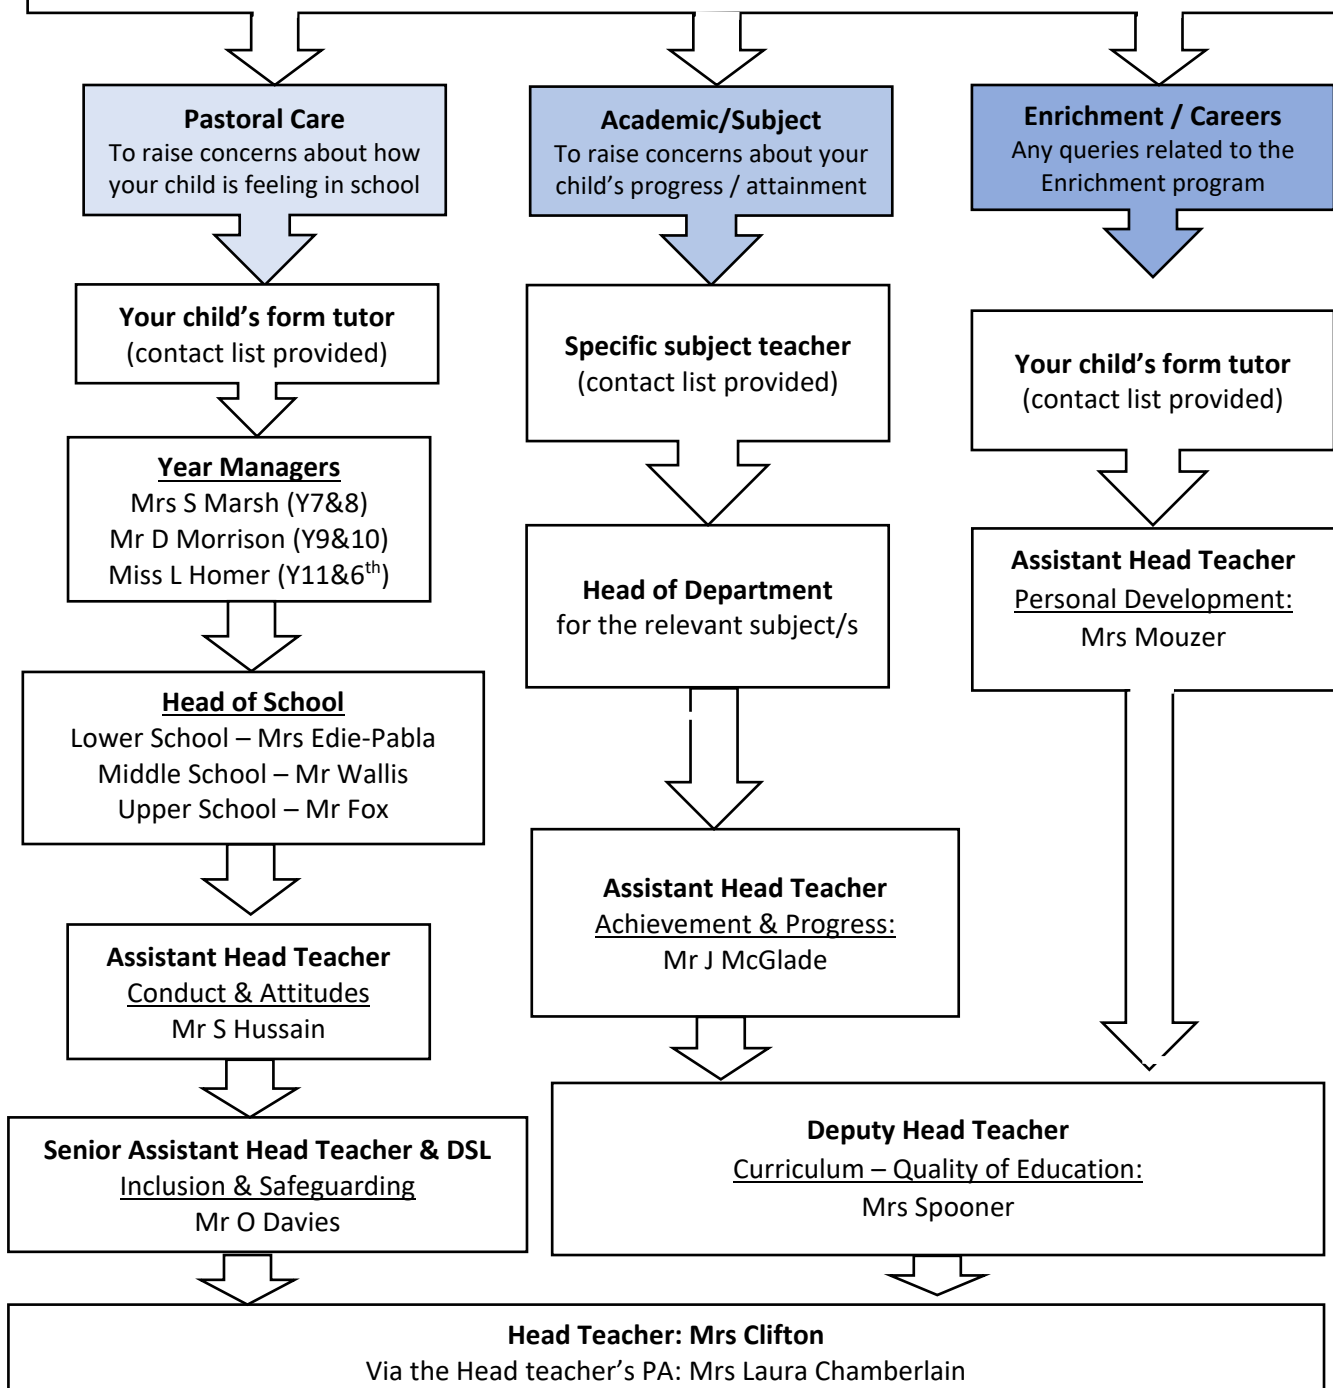 Pastoral Care
To raise concerns about how
your child is feeling in school
Academic/Subject
To raise concerns about your
child’s progress / attainment
Enrichment / Careers
Any queries related to the
Enrichment program
Your child’s form tutor
(contact list provided)
Specific subject teacher
(contact list provided)
Your child’s form tutor
(contact list provided)
Year Managers
Mrs S Marsh (Y7&8)
Mr D Morrison (Y9&10)
Miss L Homer (Y11&6th)
Head of Department
for the relevant subject/s
Assistant Head Teacher
Personal Development:
Mrs Mouzer
Head of School
Lower School – Mrs Edie-Pabla
Middle School – Mr Wallis
Upper School – Mr Fox
Assistant Head Teacher
Achievement & Progress:
Mr J McGlade
Assistant Head Teacher
Conduct & Attitudes
Mr S Hussain
Senior Assistant Head Teacher & DSL
Inclusion & Safeguarding
Mr O Davies
Deputy Head Teacher
Curriculum – Quality of Education:
Mrs Spooner
Head Teacher: Mrs Clifton
Via the Head teacher’s PA: Mrs Laura Chamberlain